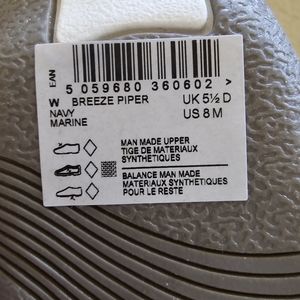 EAN
5 059680 360602 >
W BREEZE PIPER UK 5½ D
NAVY US 8 M
MARINE
MAN MADE UPPER
TIGE DE MATERIAUX
SYNTHETIQUES
BALANCE MAN MADE
MATERIAUX SYNTHETIQUES
POUR LE RESTE